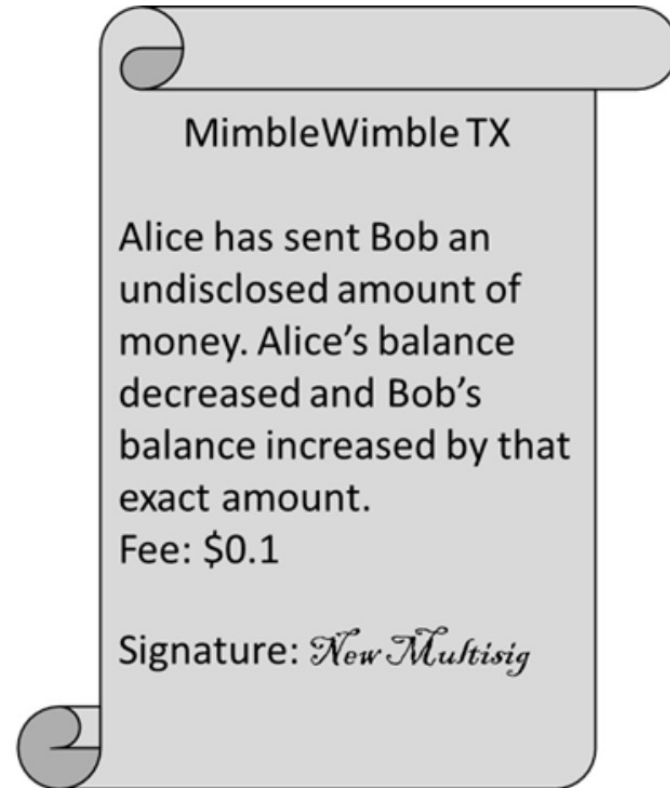 MimbleWimble TX
Alice has sent Bob an
undisclosed amount of
money. Alice’s balance
decreased and Bob’s
balance increased by that
exact amount.
Fee: $0.1
Signature: New Multisig